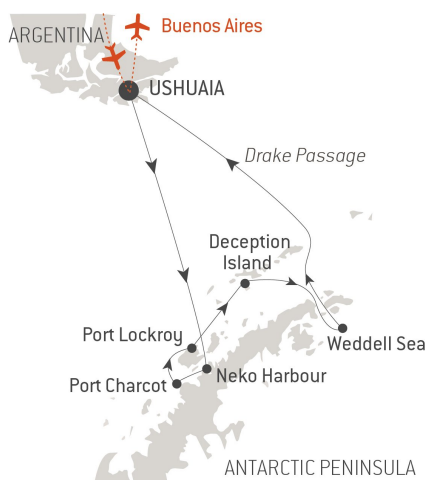 Buenos Aires
ARGENTINA
USHUAIA
Drake Passage
Deception
Island
Port Lockroy
Weddell Sea
Neko Harbour
Port Charcot
ANTARCTIC PENINSULA